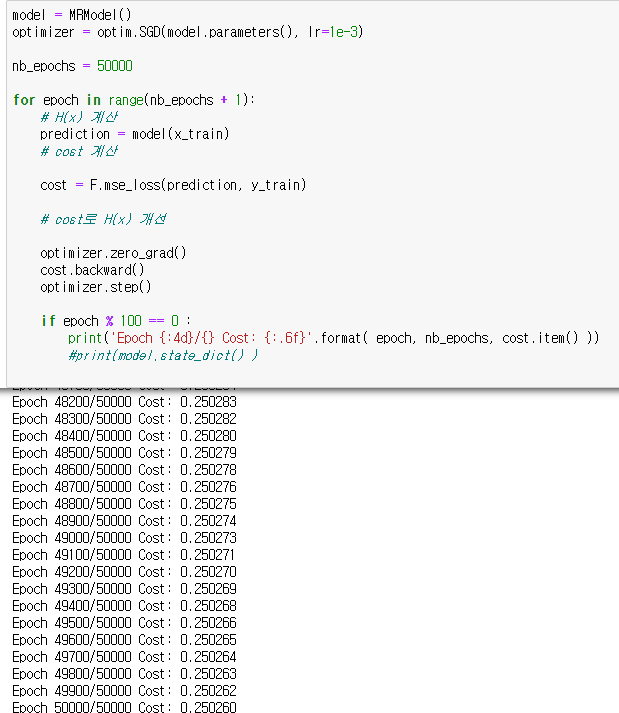 model = MRModel()
optimizer = optim.SGD(model.parameters(), lr=1e-3)
nb_epochs = 50000
for epoch in range(nb_epochs + 1):
# H(x) 계산
prediction = model(x_train)
# cost 계산
cost = F.mse_loss(prediction, y_train)
# cost로 H(x) 개선
optimizer.zero_grad()
cost.backward()
optimizer.step()
if epoch % 100 == 0 :
print('Epoch {:4d}/{} Cost: {:.6f}'.format( epoch, nb_epochs, cost.item() ))
#print(model.state_dict() )
Epoch 48200/50000 Cost: 0.250283
Epoch 48300/50000 Cost: 0.250282
Epoch 48400/50000 Cost: 0.250280
Epoch 48500/50000 Cost: 0.250279
Epoch 48600/50000 Cost: 0.250278
Epoch 48700/50000 Cost: 0.250276
Epoch 48800/50000 Cost: 0.250275
Epoch 48900/50000 Cost: 0.250274
Epoch 49000/50000 Cost: 0.250273
Epoch 49100/50000 Cost: 0.250271
Epoch 49200/50000 Cost: 0.250270
Epoch 49300/50000 Cost: 0.250269
Epoch 49400/50000 Cost: 0.250268
Epoch 49500/50000 Cost: 0.250266
Epoch 49600/50000 Cost: 0.250265
Epoch 49700/50000 Cost: 0.250264
Epoch 49800/50000 Cost: 0.250263
Epoch 49900/50000 Cost: 0.250262
Epoch 50000/50000 Cost: 0.250260